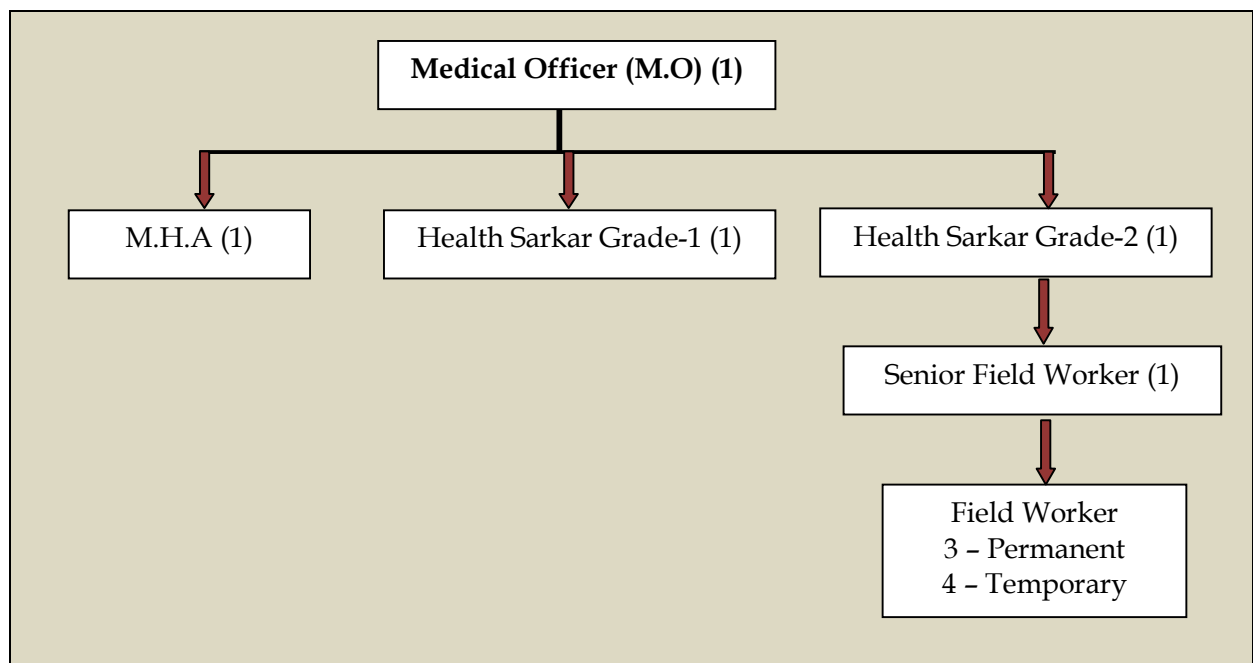 Medical Officer (M.O) (1)
M.H.A (1)
Health Sarkar Grade-1 (1)
Health Sarkar Grade-2 (1)
Senior Field Worker (1)
Field Worker
3 – Permanent
4 – Temporary